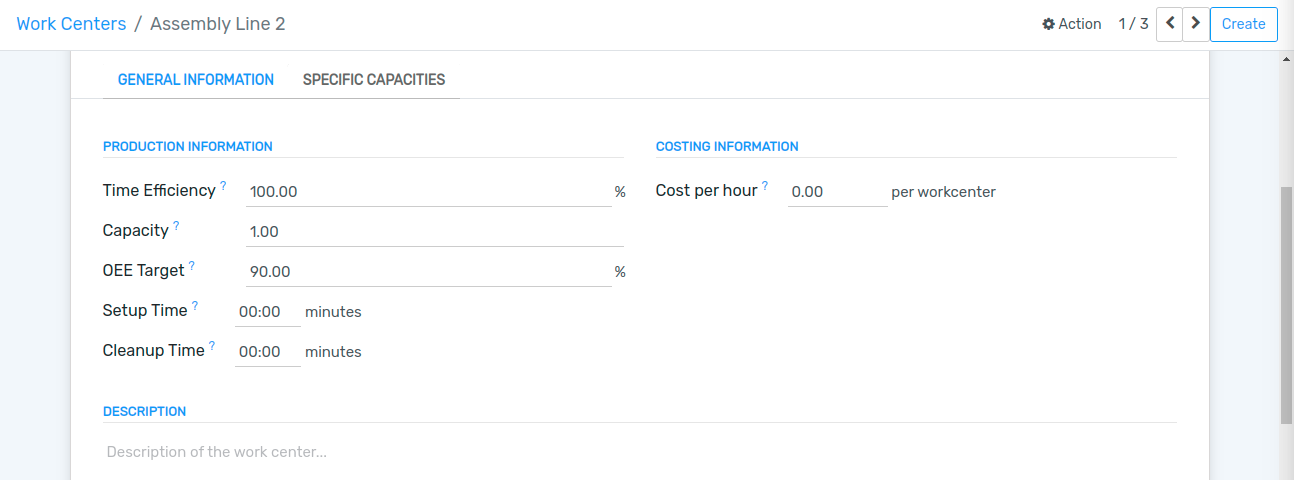 Work Centers / Assembly Line 2
Action 1 / 3 Create
GENERAL INFORMATION SPECIFIC CAPACITIES
PRODUCTION INFORMATION
Time Efficiency ? 100.00 %
Capacity ? 1.00
OEE Target ? 90.00 %
Setup Time ? 00:00 minutes
Cleanup Time ? 00:00 minutes
COSTING INFORMATION
Cost per hour ? 0.00 per workcenter
DESCRIPTION
Description of the work center...